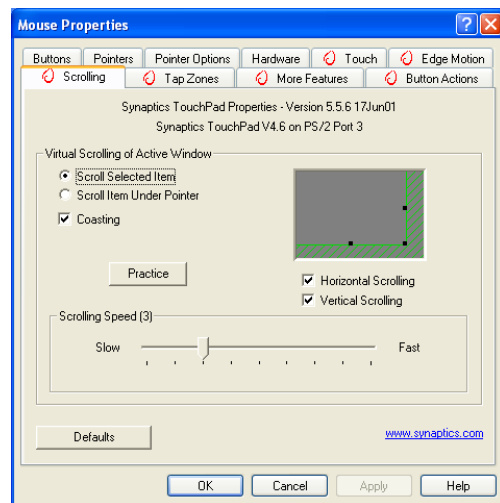 Mouse Properties
Buttons Pointers Pointer Options Hardware Touch Edge Motion
Scrolling Tap Zones More Features Button Actions
Synaptics TouchPad Properties - Version 5.5.6 17Jun01
Synaptics TouchPad V4.6 on PS/2 Port 3
Virtual Scrolling of Active Window
Scroll Selected Item
Scroll Item Under Pointer
Coasting
Practice
Horizontal Scrolling
Vertical Scrolling
Scrolling Speed (3)
Slow Fast
Defaults www.synaptics.com
OK Cancel Apply Help